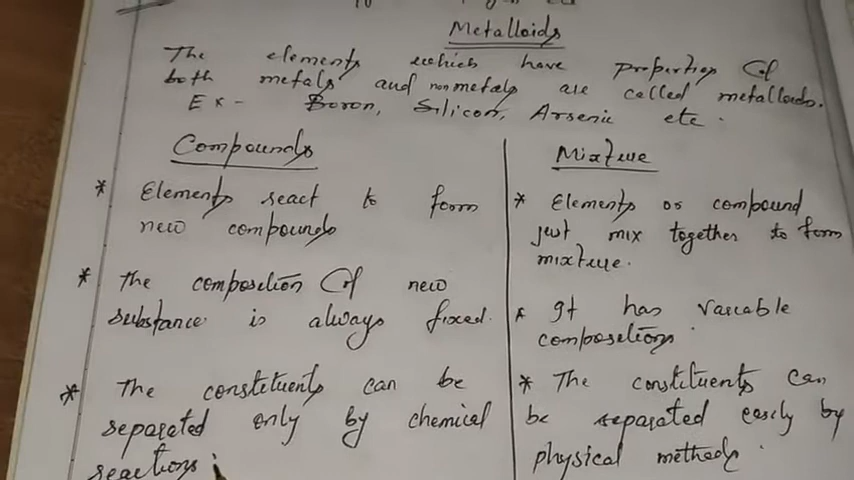 Metalloids
The elements which have properties of
both metals and nonmetals are called metalloids.
Ex- Boron, Silicon, Arsenic etc.
Compounds
* Elements react to form
new compounds
* The composition of new
substance is always fixed.
* The constituents can be
separated only by chemical
reactions.
Mixture
* Elements or compound
just mix together to form
mixture.
* It has variable
compositions.
* The constituents can
be separated easily by
physical methods.